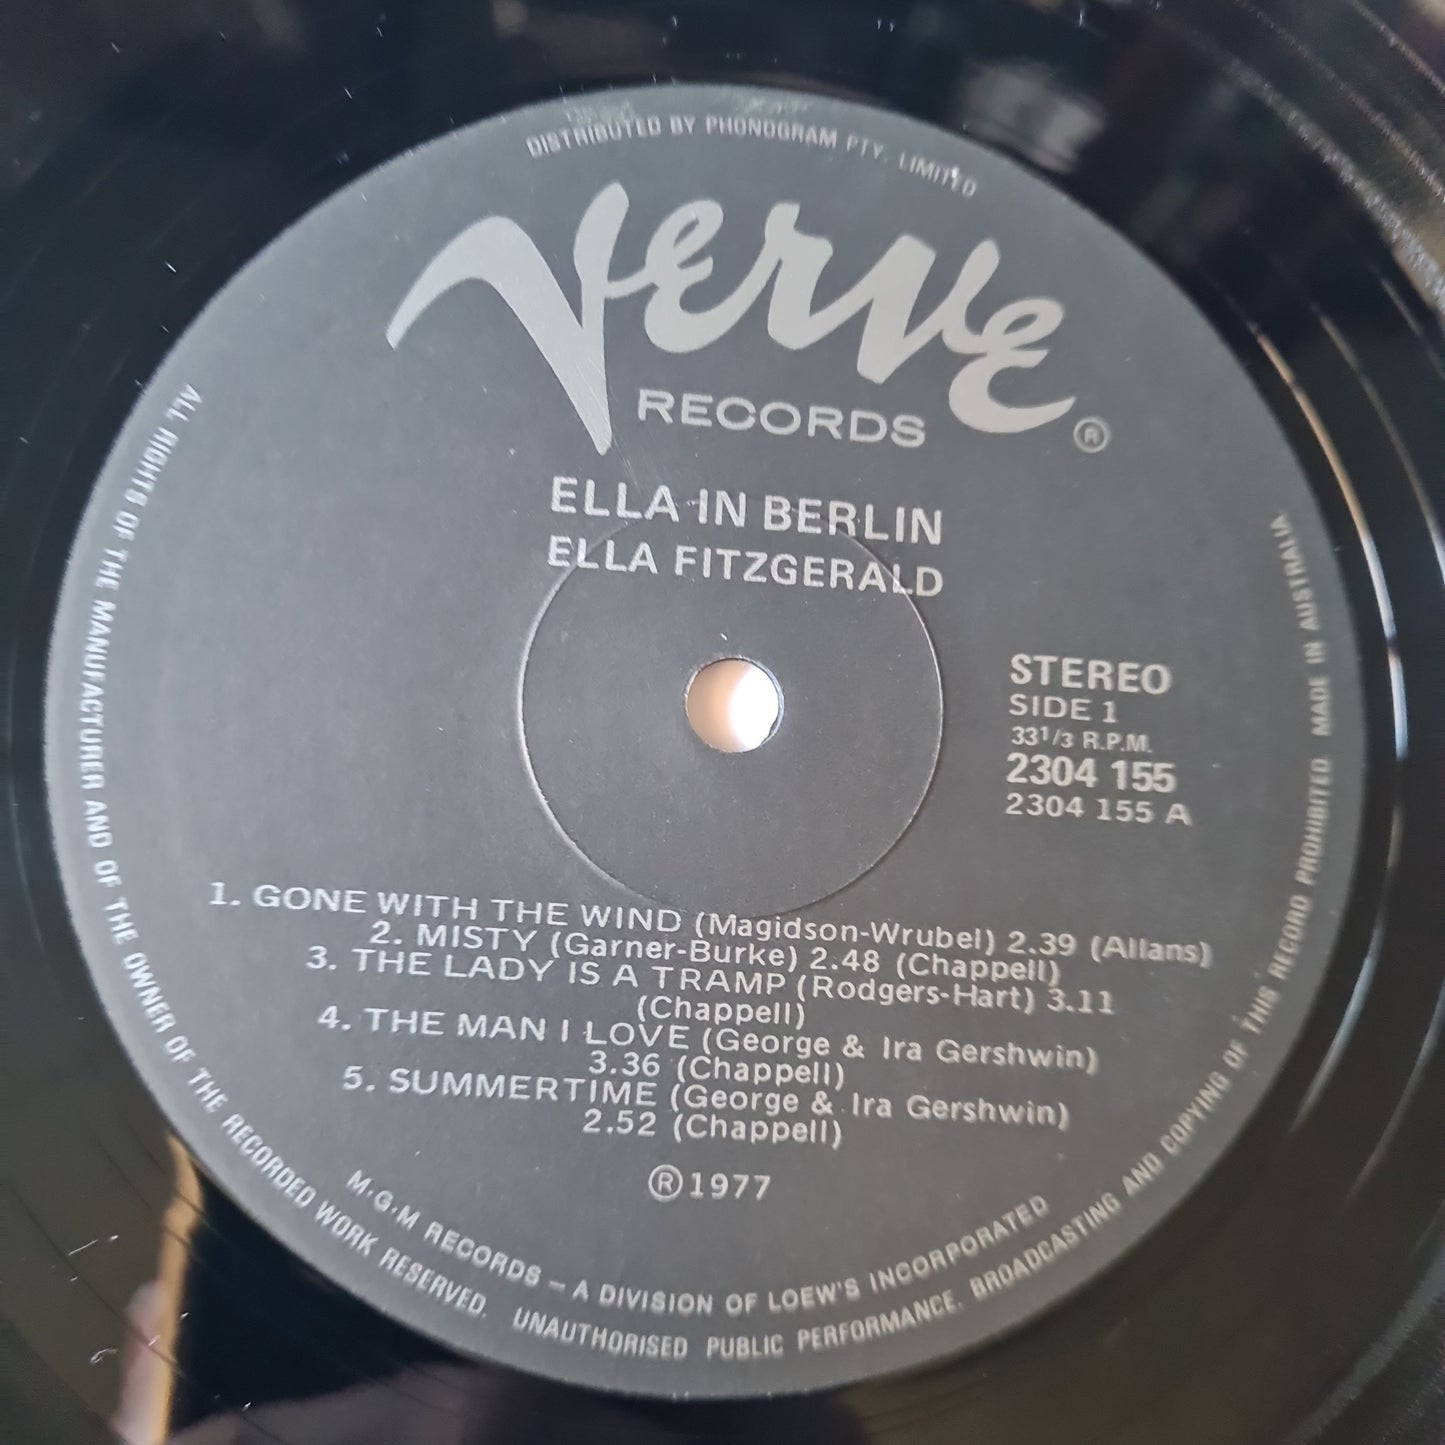 DISTRIBUTED BY PHONOGRAM PTY. LIMITED
Verve
RECORDS ®
ELLA IN BERLIN
ELLA FITZGERALD
STEREO
SIDE 1
33 1/3 R.P.M.
2304 155
2304 155 A
1. GONE WITH THE WIND (Magidson-Wrubel) 2.39 (Allans)
2. MISTY (Garner-Burke) 2.48 (Chappell)
3. THE LADY IS A TRAMP (Rodgers-Hart) 3.11
(Chappell)
4. THE MAN I LOVE (George & Ira Gershwin)
3.36 (Chappell)
5. SUMMERTIME (George & Ira Gershwin)
2.52 (Chappell)
Ⓡ1977
M·G·M RECORDS – A DIVISION OF LOEW'S INCORPORATED
ALL RIGHTS OF THE MANUFACTURER AND OF THE OWNER OF THE RECORDED WORK RESERVED. UNAUTHORISED PUBLIC PERFORMANCE. BROADCASTING AND COPYING OF THIS RECORD PROHIBITED. MADE IN AUSTRALIA.